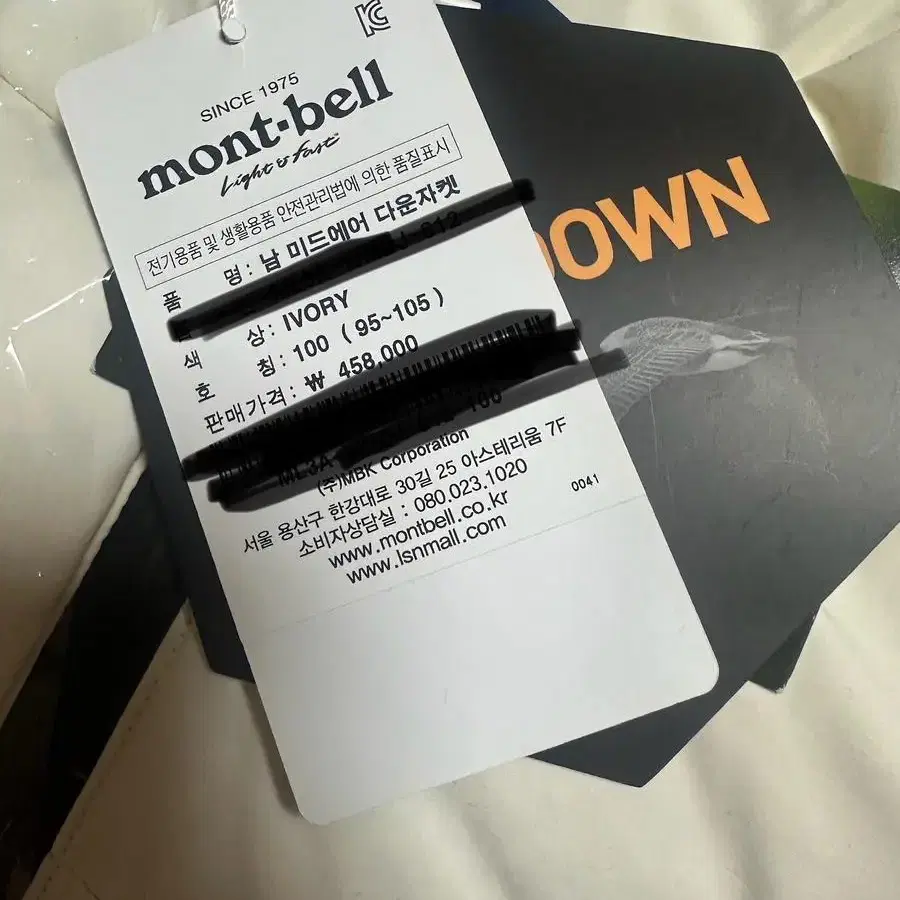 SINCE 1975
mont-bell
Light & Fast
전기용품 및 생활용품 안전관리법에 의한 품질표시
품 명 : 남 미드에어 다운자켓
색 상 : IVORY
호 칭 : 100 ( 95~105 )
판매가격 : ₩ 458,000
ML3A 100
(주)MBK Corporation
서울 용산구 한강대로 30길 25 아스테리움 7F
소비자상담실 : 080.023.1020
www.montbell.co.kr
www.lsnmall.com
0041
DOWN